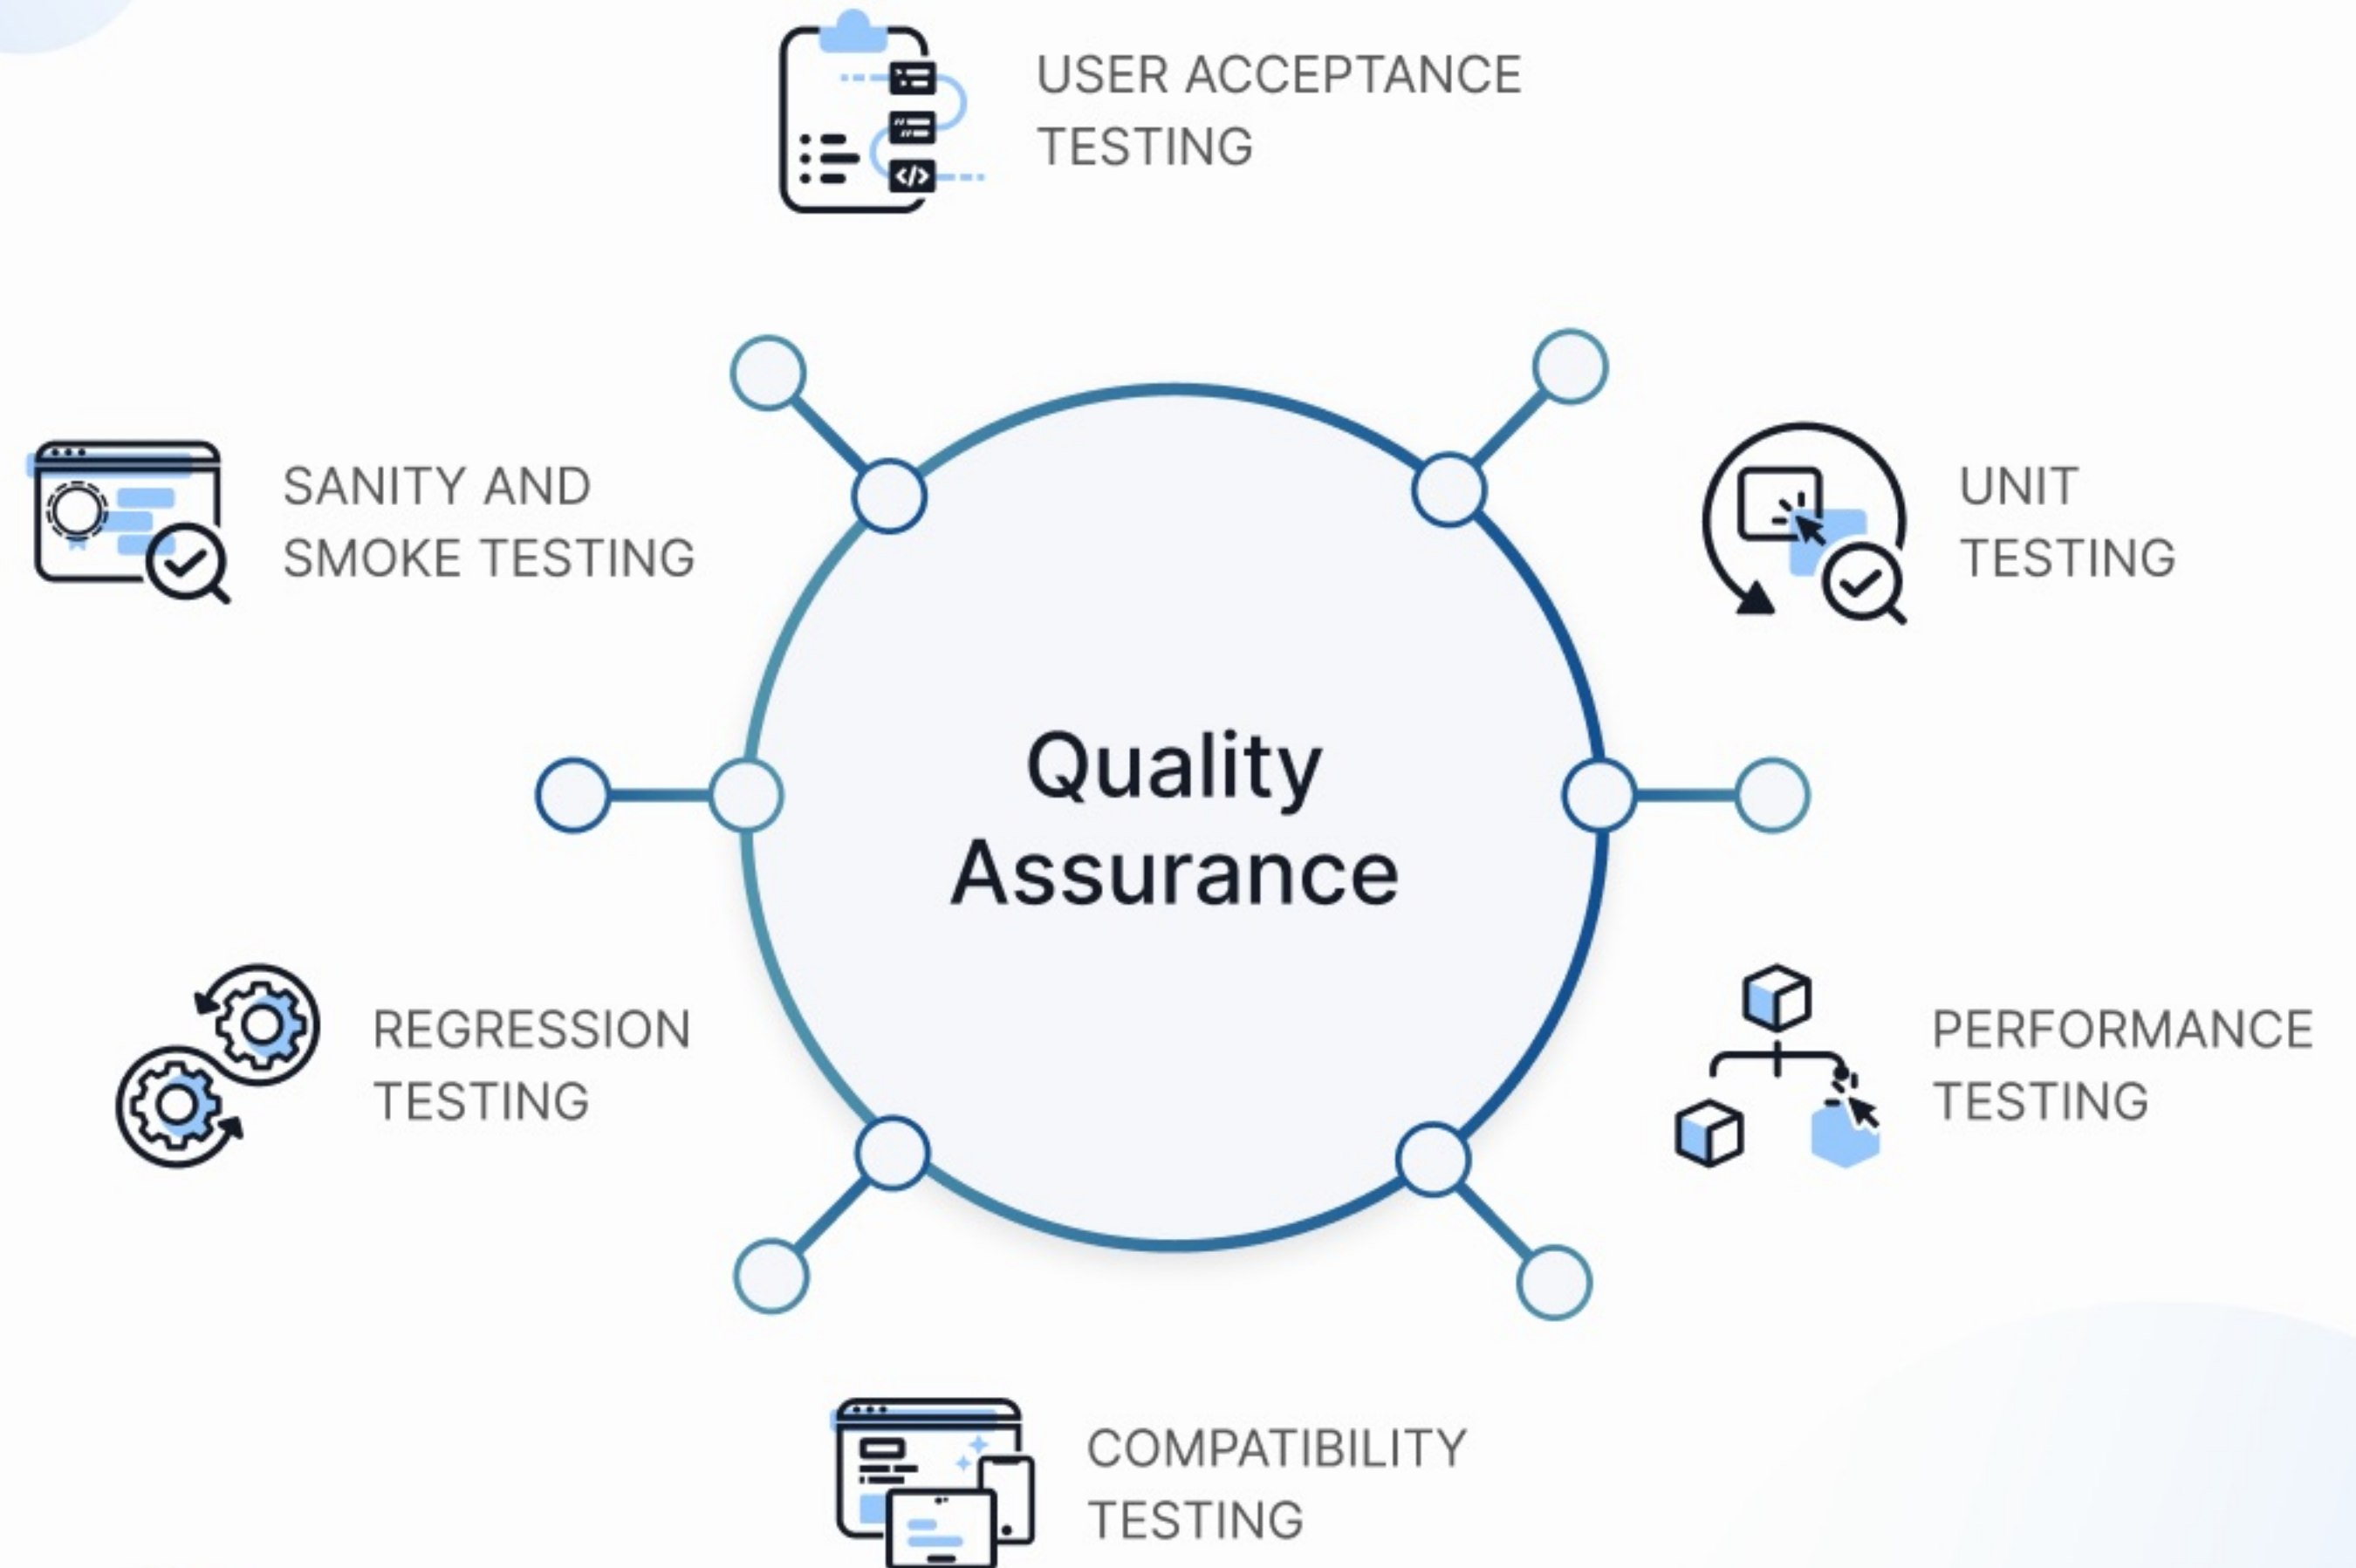 USER ACCEPTANCE
TESTING
SANITY AND
SMOKE TESTING
UNIT
TESTING
Quality
Assurance
REGRESSION
TESTING
PERFORMANCE
TESTING
COMPATIBILITY
TESTING